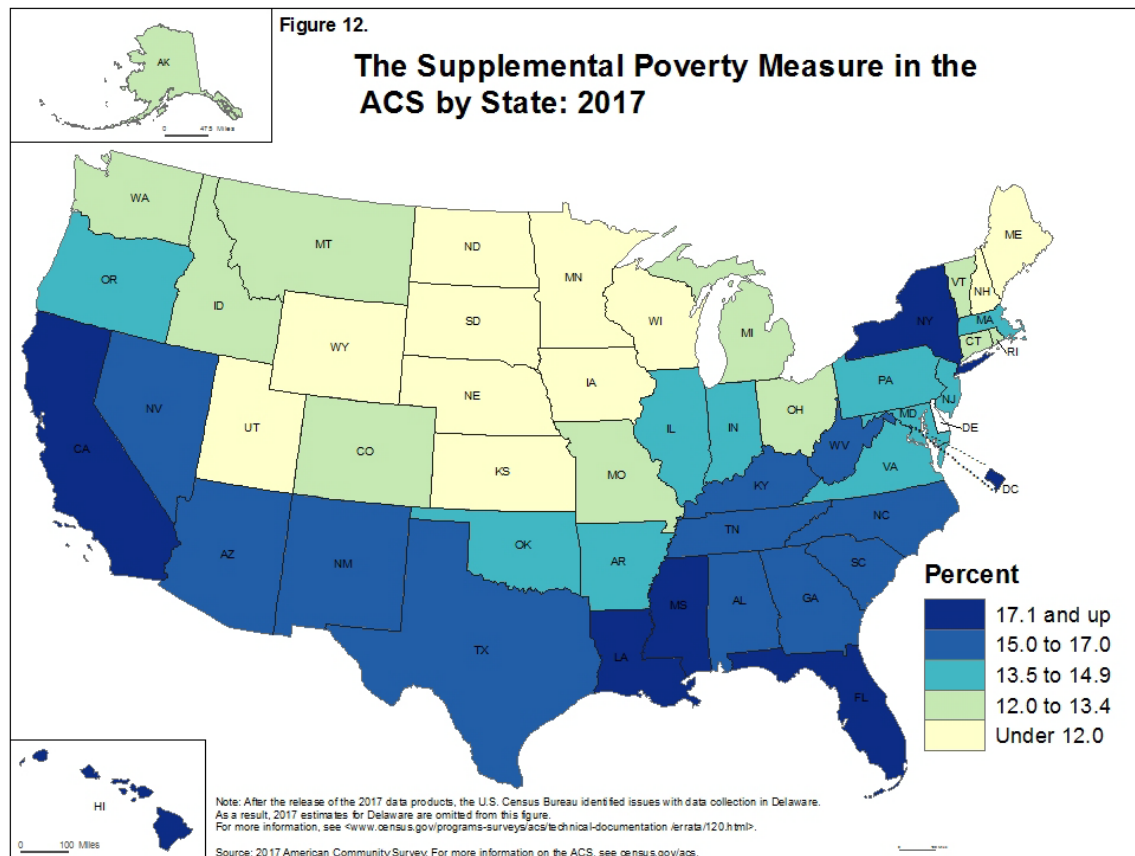 Figure 12.
The Supplemental Poverty Measure in the
ACS by State: 2017
AK
0 475 Miles
WA
MT
ND
MN
ME
OR
ID
SD
WI
MI
VT
NH
NY
MA
CT
RI
WY
IA
NE
PA
NJ
NV
UT
CO
IL
IN
OH
MD
DE
CA
KS
MO
WV
VA
DC
KY
AZ
NM
OK
TN
NC
AR
SC
TX
MS
AL
GA
LA
FL
Percent
17.1 and up
15.0 to 17.0
13.5 to 14.9
12.0 to 13.4
Under 12.0
HI
0 100 Miles
Note: After the release of the 2017 data products, the U.S. Census Bureau identified issues with data collection in Delaware.
As a result, 2017 estimates for Delaware are omitted from this figure.
For more information, see <www.census.gov/programs-surveys/acs/technical-documentation /errata/120.html>.
Source: 2017 American Community Survey. For more information on the ACS, see census.gov/acs.